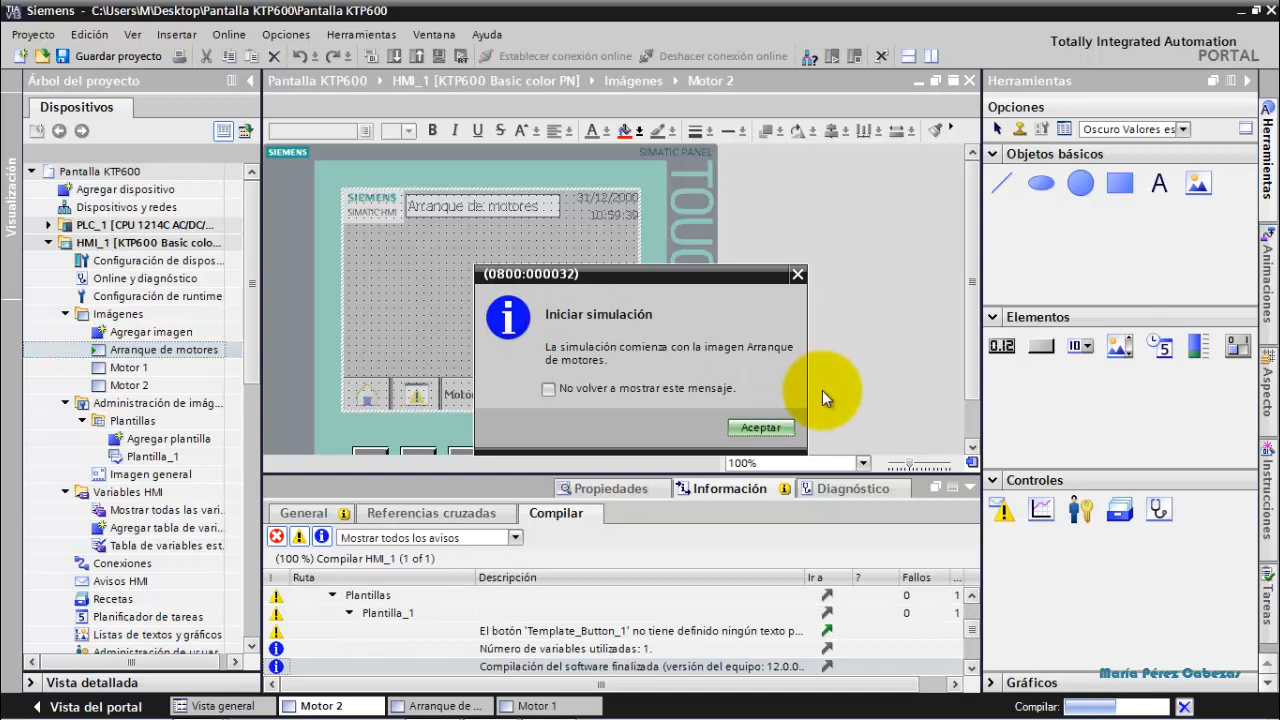 Siemens - C:\Users\M\Desktop\Pantalla KTP600\Pantalla KTP600
Proyecto Edición Ver Insertar Online Opciones Herramientas Ventana Ayuda
Guardar proyecto
Establecer conexión online
Deshacer conexión online
Totally Integrated Automation
PORTAL
Árbol del proyecto
Pantalla KTP600 HMI_1 [KTP600 Basic color PN] Imágenes Motor 2
Herramientas
Dispositivos
Opciones
Oscuro Valores es
Visualización
Pantalla KTP600
Agregar dispositivo
Dispositivos y redes
PLC_1 [CPU 1214C AC/DC/...
HMI_1 [KTP600 Basic colo...
Configuración de dispos...
Online y diagnóstico
Configuración de runtime
Imágenes
Agregar imagen
Arranque de motores
Motor 1
Motor 2
Administración de imág...
Plantillas
Agregar plantilla
Plantilla_1
Imagen general
Variables HMI
Mostrar todas las vari...
Agregar tabla de vari...
Tabla de variables est...
Conexiones
Avisos HMI
Recetas
Planificador de tareas
Listas de textos y gráficos
Administración de usuar...
Vista detallada
B I U S A A
SIEMENS
SIMATIC PANEL
TOUC
SIEMENS
SIMATIC HMI
Arranque de motores
31/12/2000
10:59:39
Moto
(0800:000032)
Iniciar simulación
La simulación comienza con la imagen Arranque
de motores.
No volver a mostrar este mensaje.
Aceptar
100%
Propiedades
Información
Diagnóstico
General
Referencias cruzadas
Compilar
Mostrar todos los avisos
(100 %) Compilar HMI_1 (1 of 1)
! Ruta Descripción Ir a ? Fallos ...
Plantillas 0 1
Plantilla_1 0 1
El botón 'Template_Button_1' no tiene definido ningún texto p...
Número de variables utilizadas: 1.
Compilación del software finalizada (versión del equipo: 12.0.0...
Objetos básicos
A
Elementos
0.12
10
5
Controles
Gráficos
Herramientas
Animaciones
Aspecto
Instrucciones
Tareas
María Pérez Cabezas
Vista del portal
Vista general
Motor 2
Arranque de ...
Motor 1
Compilar: